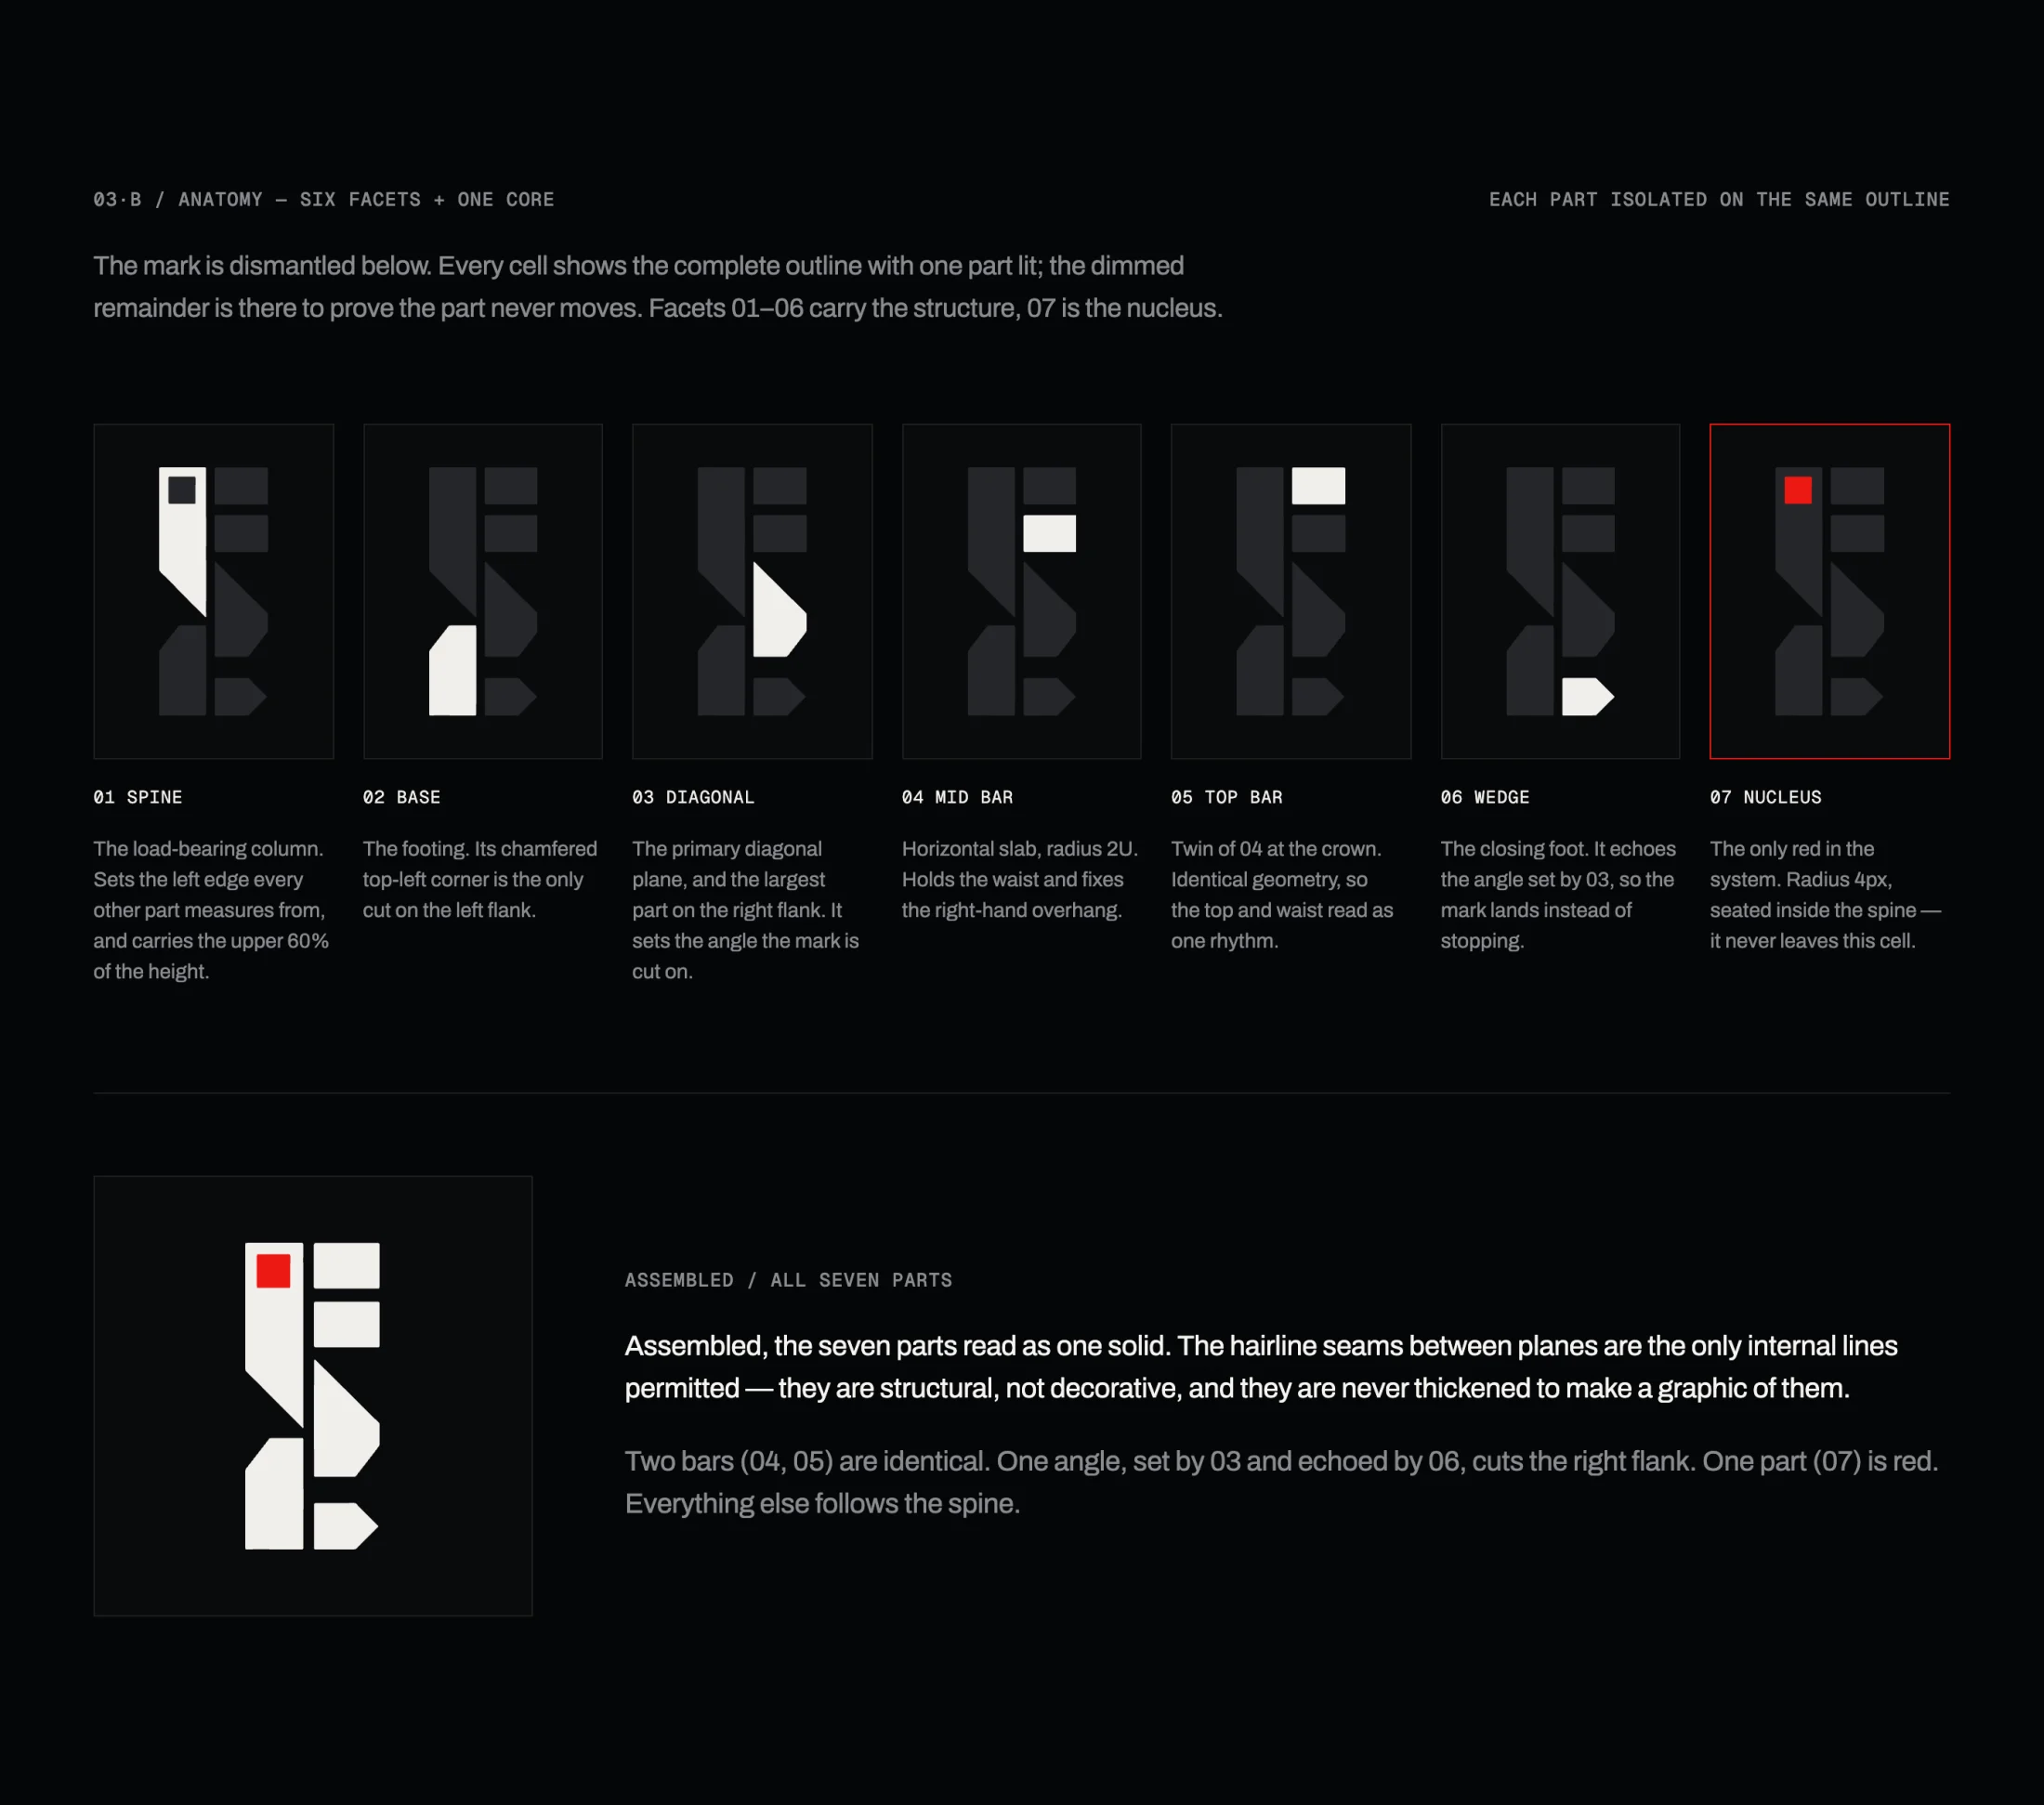 03·B / ANATOMY — SIX FACETS + ONE CORE
EACH PART ISOLATED ON THE SAME OUTLINE
The mark is dismantled below. Every cell shows the complete outline with one part lit; the dimmed
remainder is there to prove the part never moves. Facets 01–06 carry the structure, 07 is the nucleus.
01 SPINE
The load-bearing column.
Sets the left edge every
other part measures from,
and carries the upper 60%
of the height.
02 BASE
The footing. Its chamfered
top-left corner is the only
cut on the left flank.
03 DIAGONAL
The primary diagonal
plane, and the largest
part on the right flank. It
sets the angle the mark is
cut on.
04 MID BAR
Horizontal slab, radius 2U.
Holds the waist and fixes
the right-hand overhang.
05 TOP BAR
Twin of 04 at the crown.
Identical geometry, so
the top and waist read as
one rhythm.
06 WEDGE
The closing foot. It echoes
the angle set by 03, so the
mark lands instead of
stopping.
07 NUCLEUS
The only red in the
system. Radius 4px,
seated inside the spine —
it never leaves this cell.
ASSEMBLED / ALL SEVEN PARTS
Assembled, the seven parts read as one solid. The hairline seams between planes are the only internal lines
permitted — they are structural, not decorative, and they are never thickened to make a graphic of them.
Two bars (04, 05) are identical. One angle, set by 03 and echoed by 06, cuts the right flank. One part (07) is red.
Everything else follows the spine.